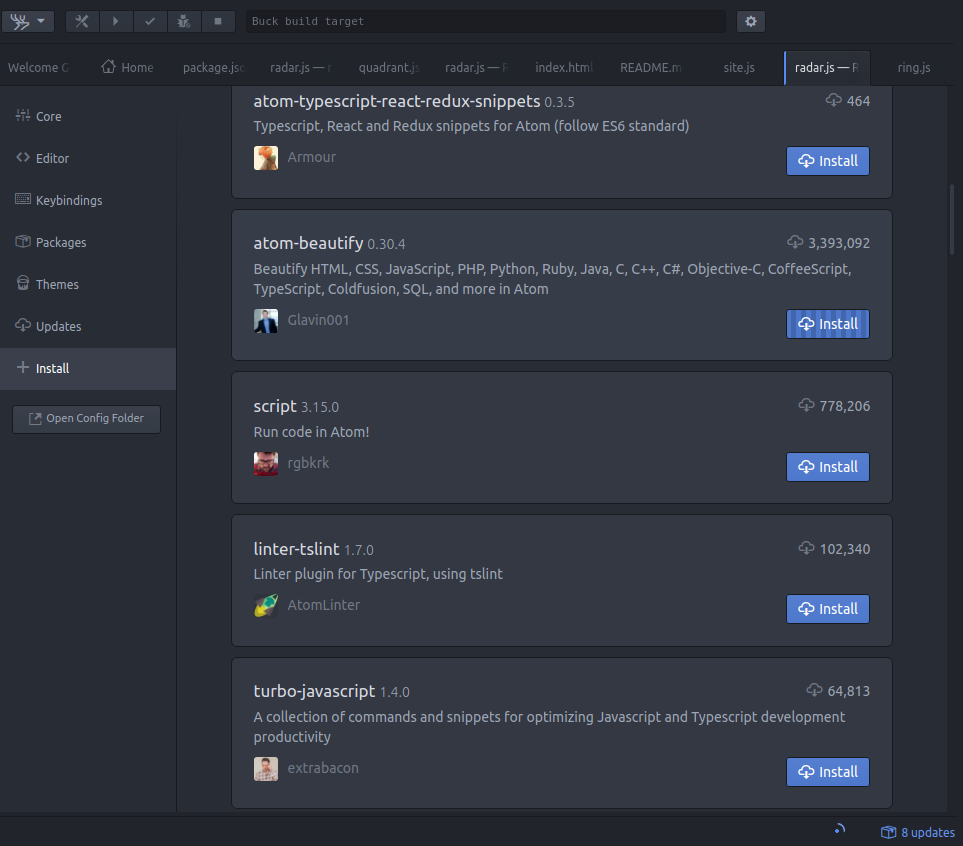 Buck build target
Welcome G
Home
package.jsc
radar.js — r
quadrant.js
radar.js — R
index.html
README.m
site.js
radar.js — R
ring.js
Core
Editor
Keybindings
Packages
Themes
Updates
Install
Open Config Folder
atom-typescript-react-redux-snippets 0.3.5 464
Typescript, React and Redux snippets for Atom (follow ES6 standard)
Armour
Install
atom-beautify 0.30.4 3,393,092
Beautify HTML, CSS, JavaScript, PHP, Python, Ruby, Java, C, C++, C#, Objective-C, CoffeeScript,
TypeScript, Coldfusion, SQL, and more in Atom
Glavin001
Install
script 3.15.0 778,206
Run code in Atom!
rgbkrk
Install
linter-tslint 1.7.0 102,340
Linter plugin for Typescript, using tslint
AtomLinter
Install
turbo-javascript 1.4.0 64,813
A collection of commands and snippets for optimizing Javascript and Typescript development
productivity
extrabacon
Install
8 updates